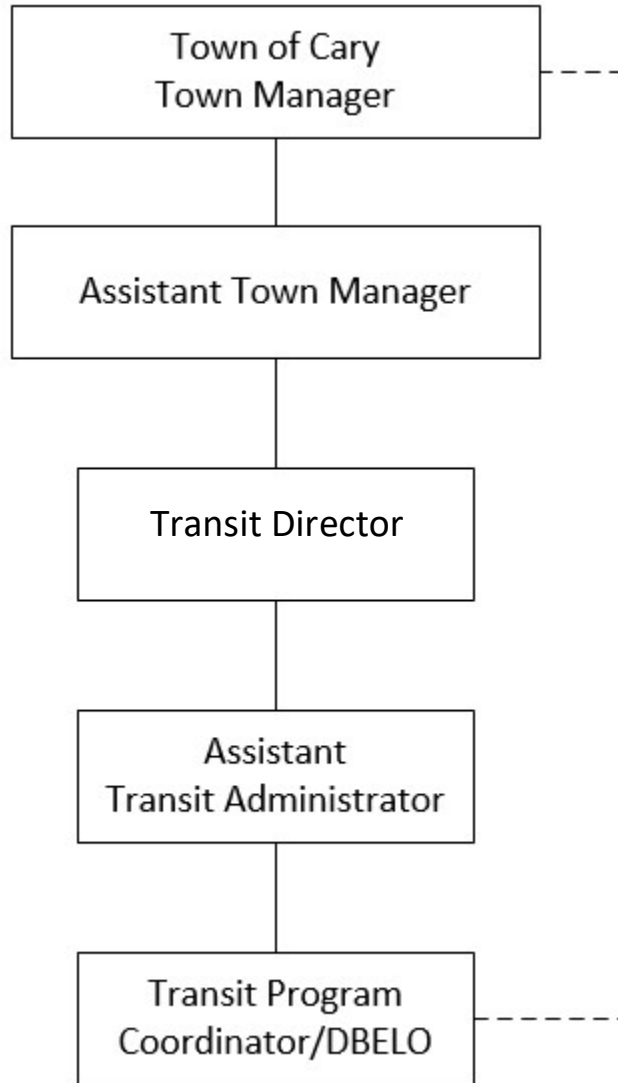 Town of Cary
Town Manager
Assistant Town Manager
Transit Director
Assistant
Transit Administrator
Transit Program
Coordinator/DBELO